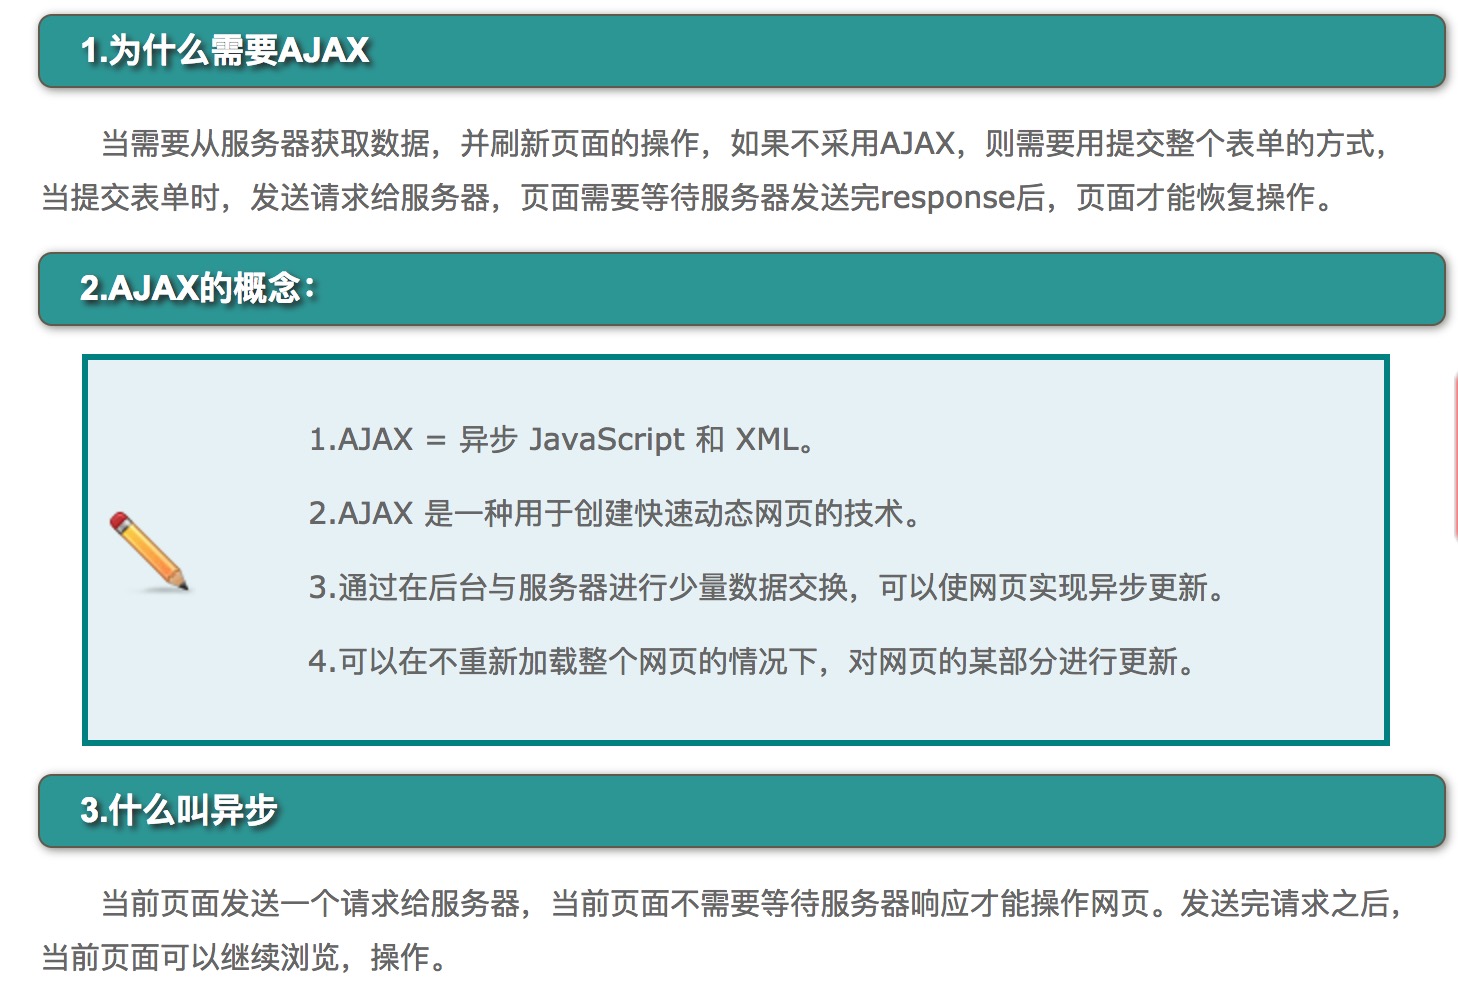 1.为什么需要AJAX
当需要从服务器获取数据，并刷新页面的操作，如果不采用AJAX，则需要用提交整个表单的方式，
当提交表单时，发送请求给服务器，页面需要等待服务器发送完response后，页面才能恢复操作。
2.AJAX的概念：
1.AJAX = 异步 JavaScript 和 XML。
2.AJAX 是一种用于创建快速动态网页的技术。
3.通过在后台与服务器进行少量数据交换，可以使网页实现异步更新。
4.可以在不重新加载整个网页的情况下，对网页的某部分进行更新。
3.什么叫异步
当前页面发送一个请求给服务器，当前页面不需要等待服务器响应才能操作网页。发送完请求之后，
当前页面可以继续浏览，操作。